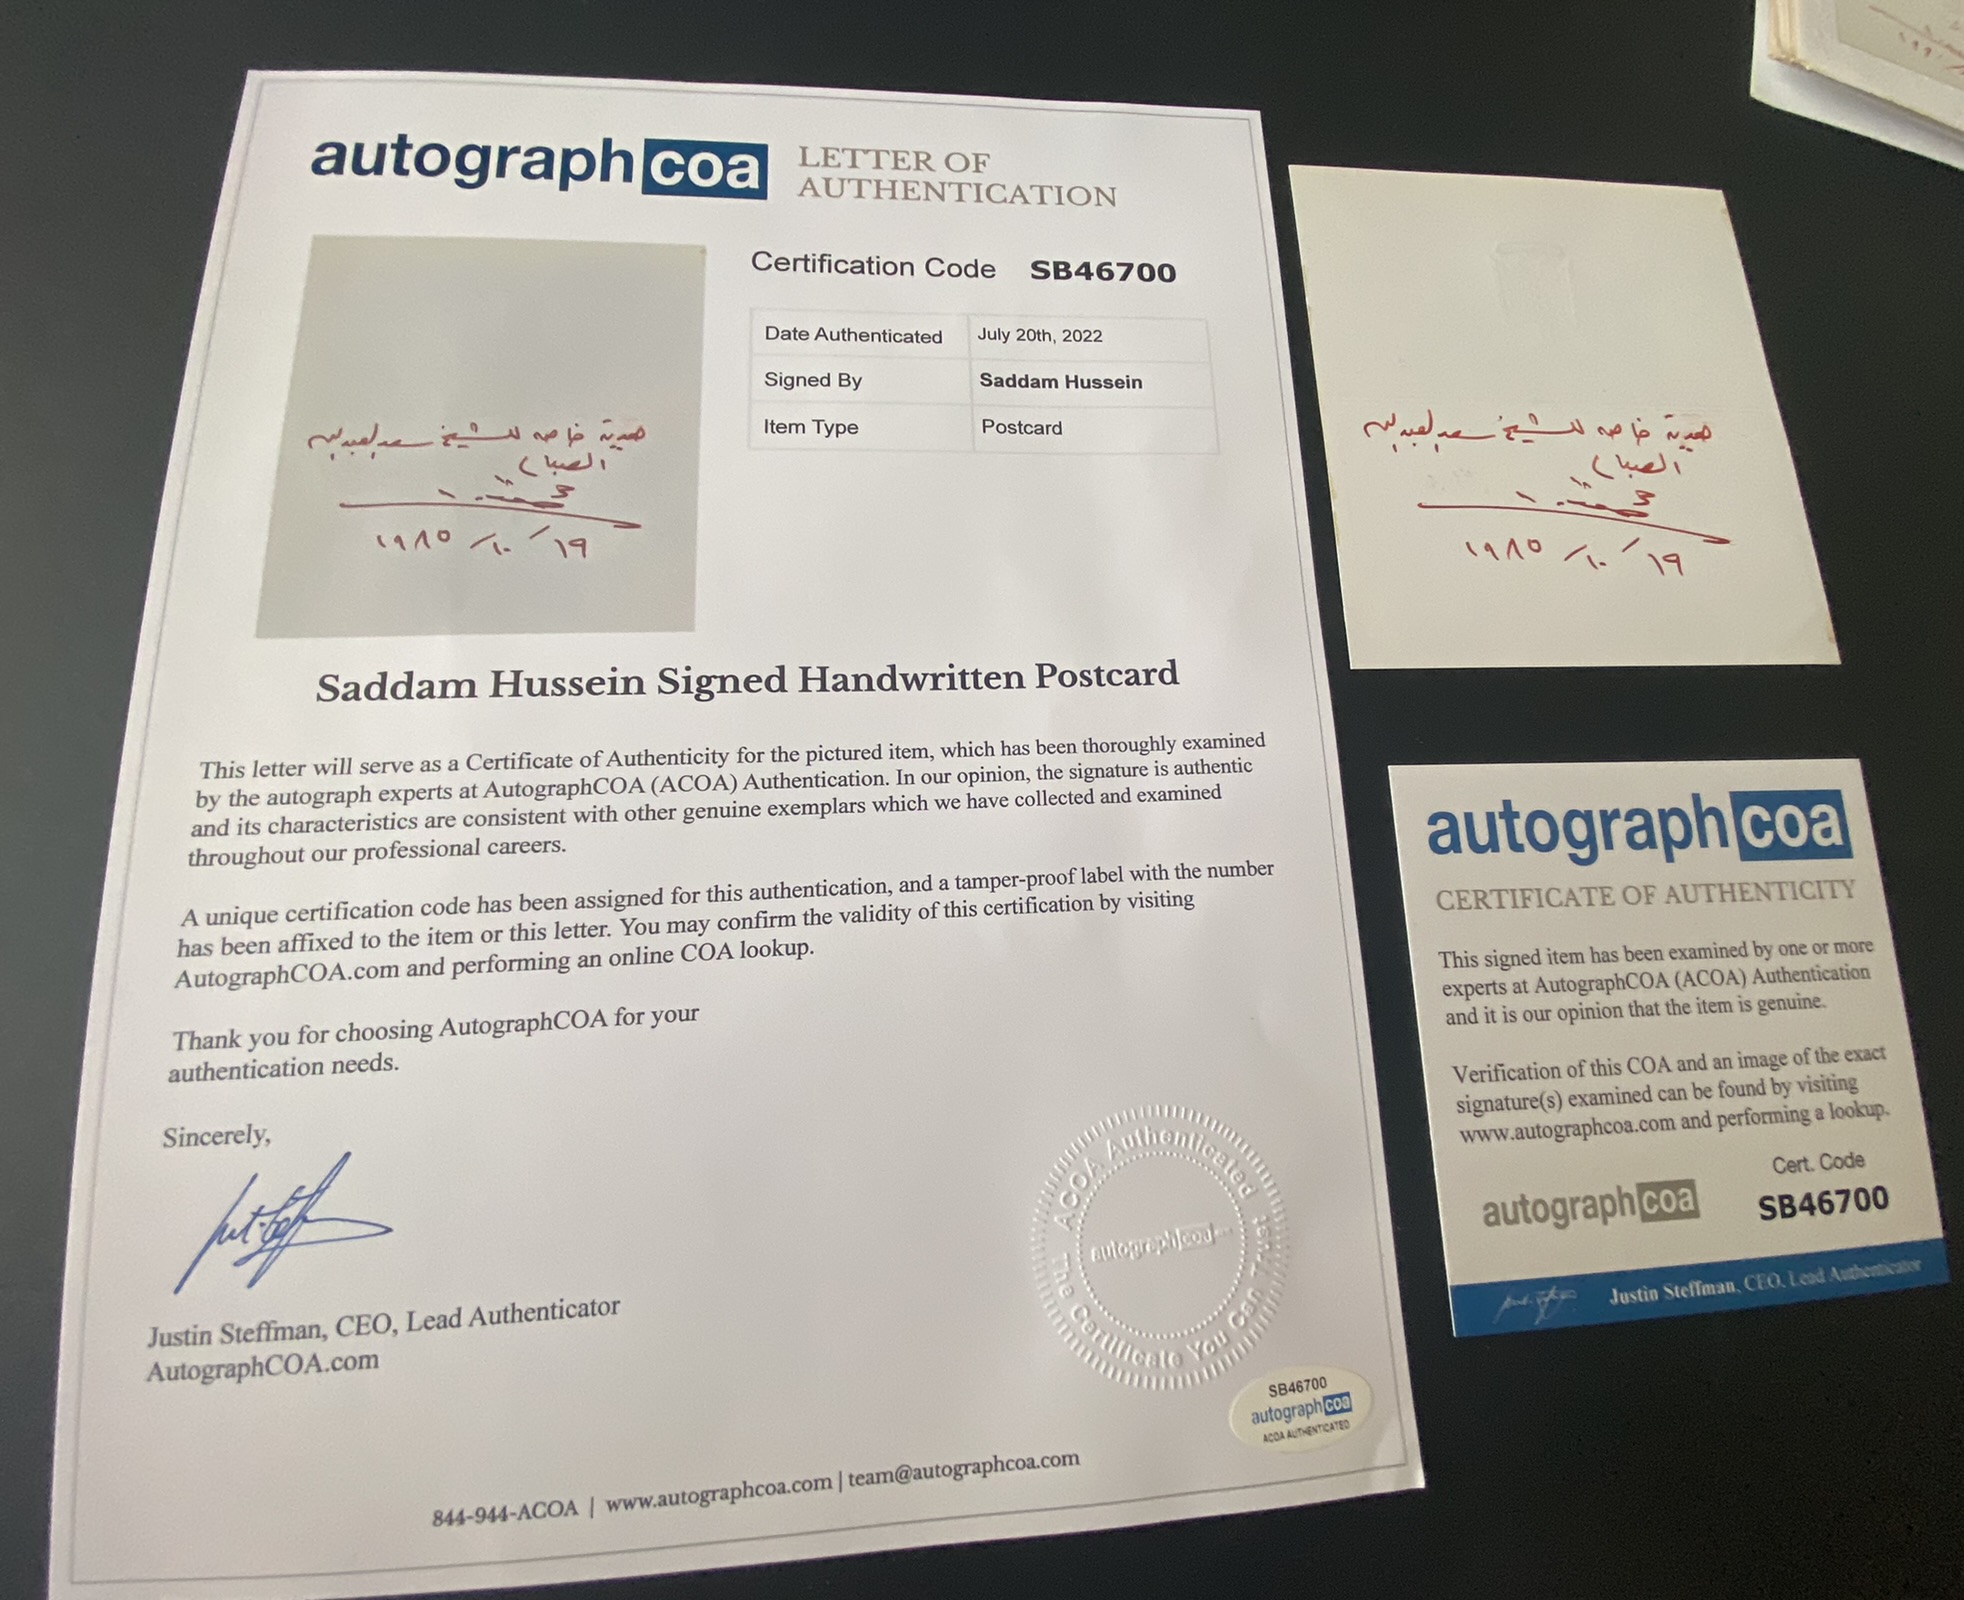 autographcoa
LETTER OF
AUTHENTICATION
Certification Code SB46700
Date Authenticated July 20th, 2022
Signed By Saddam Hussein
Item Type Postcard
هدية خاصه للشيخ سعد العبدالله
الصباح
١٩٨٥/١٠/١٩
Saddam Hussein Signed Handwritten Postcard
This letter will serve as a Certificate of Authenticity for the pictured item, which has been thoroughly examined
by the autograph experts at AutographCOA (ACOA) Authentication. In our opinion, the signature is authentic
and its characteristics are consistent with other genuine exemplars which we have collected and examined
throughout our professional careers.
A unique certification code has been assigned for this authentication, and a tamper-proof label with the number
has been affixed to the item or this letter. You may confirm the validity of this certification by visiting
AutographCOA.com and performing an online COA lookup.
Thank you for choosing AutographCOA for your
authentication needs.
Sincerely,
Justin Steffman, CEO, Lead Authenticator
AutographCOA.com
ACOA Authenticated
autographcoa
The Certificate You Can Trust
SB46700
autographcoa
ACOA AUTHENTICATED
844-944-ACOA | www.autographcoa.com | team@autographcoa.com
هدية خاصه للشيخ سعد العبدالله
الصباح
١٩٨٥/١٠/١٩
autographcoa
CERTIFICATE OF AUTHENTICITY
This signed item has been examined by one or more
experts at AutographCOA (ACOA) Authentication
and it is our opinion that the item is genuine.
Verification of this COA and an image of the exact
signature(s) examined can be found by visiting
www.autographcoa.com and performing a lookup.
Cert. Code
autographcoa SB46700
Justin Steffman, CEO, Lead Authenticator